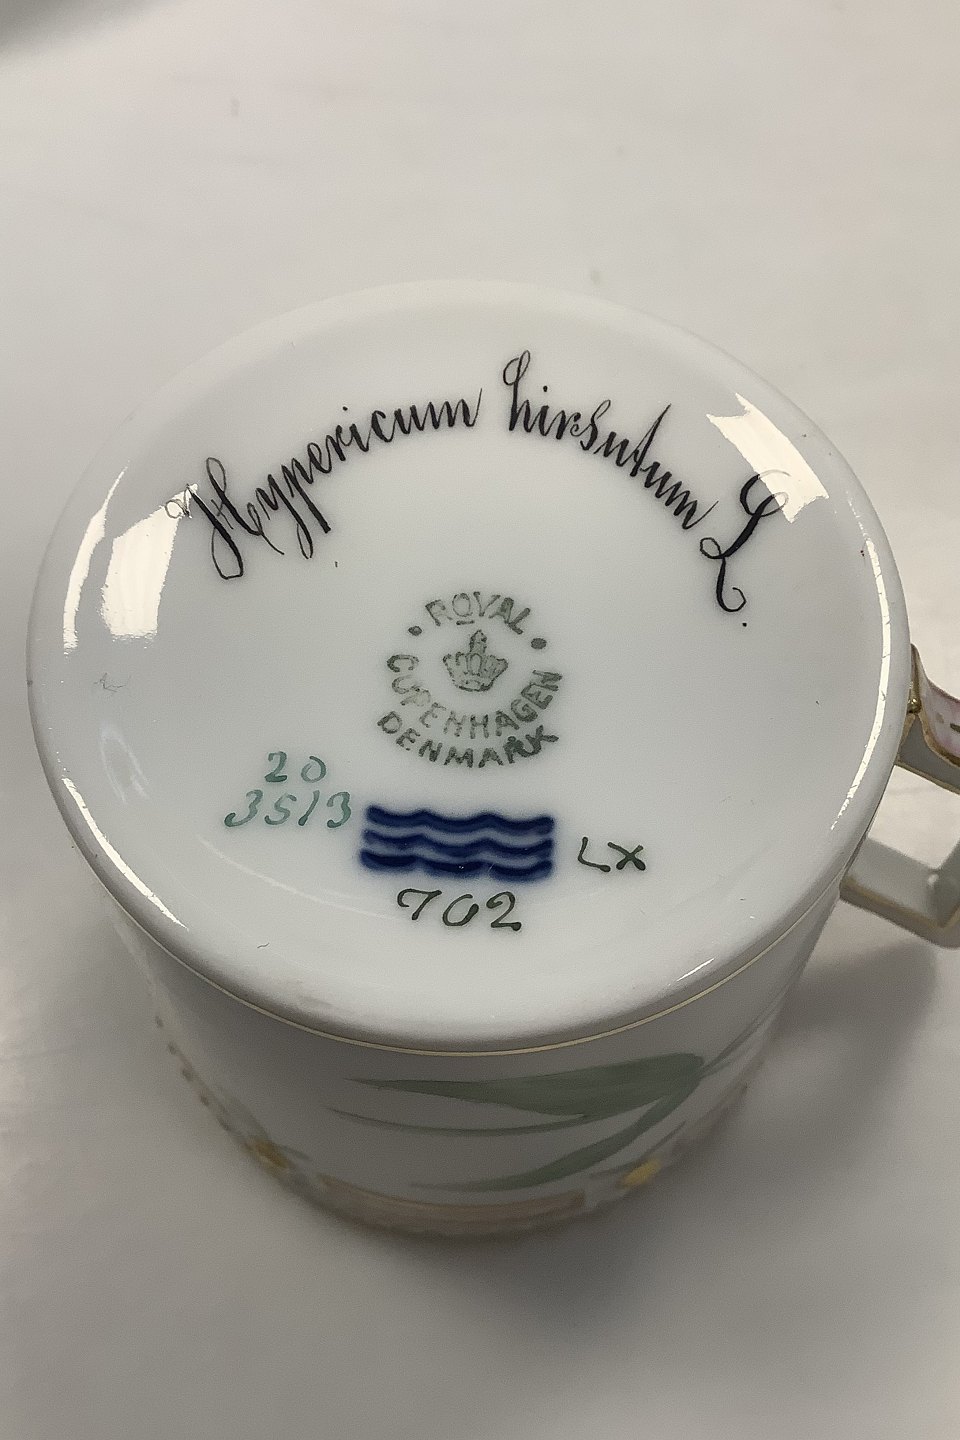 Hypericum hirsutum L.
ROYAL
COPENHAGEN
DENMARK
20
3513
LX
702